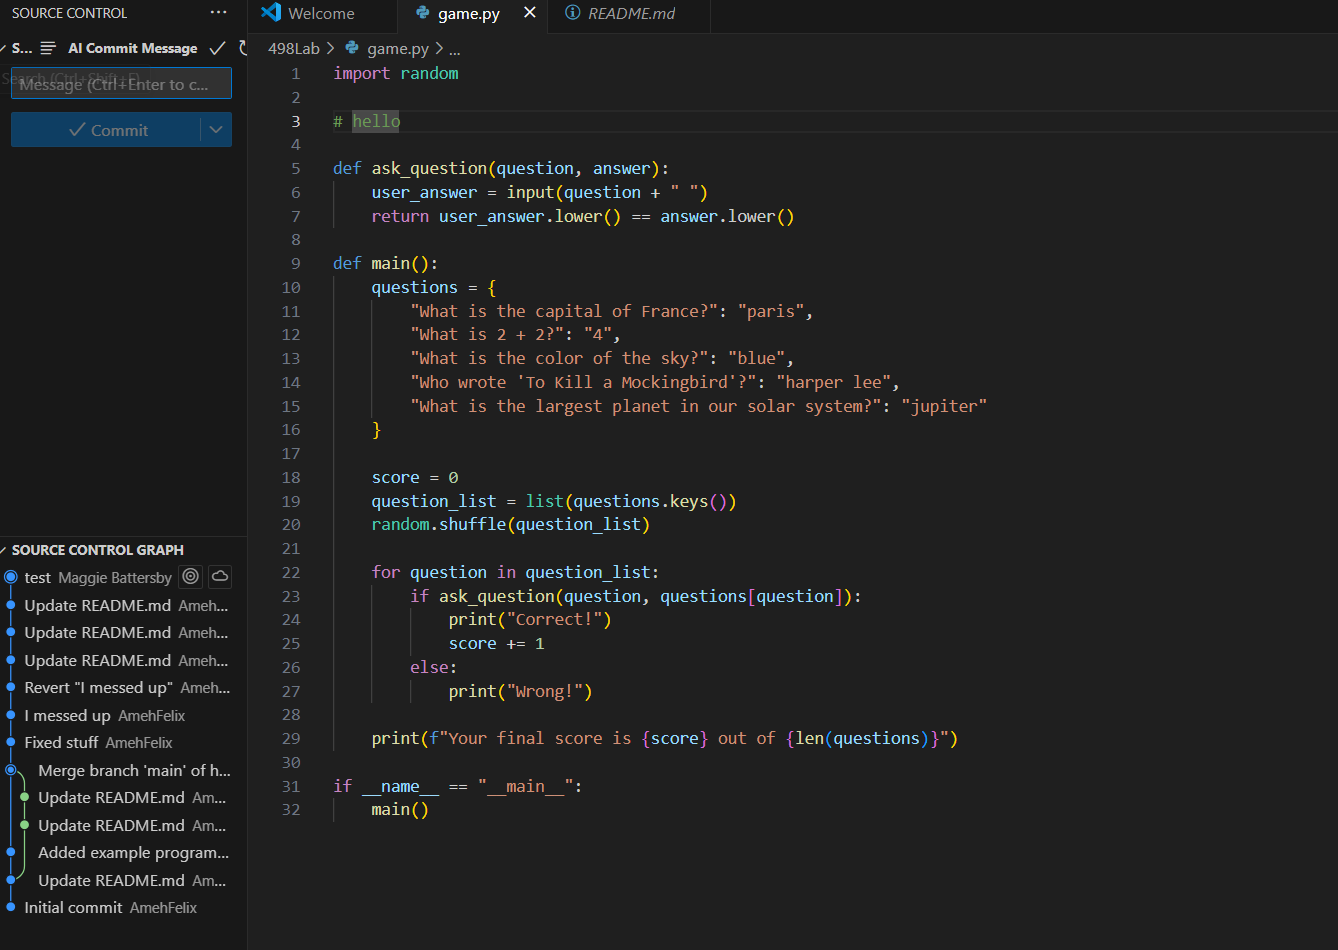 SOURCE CONTROL
...
S... AI Commit Message
Search (Ctrl+Shift+F)
Message (Ctrl+Enter to c...
Commit
SOURCE CONTROL GRAPH
test Maggie Battersby
Update README.md Ameh...
Update README.md Ameh...
Update README.md Ameh...
Revert "I messed up" Ameh...
I messed up AmehFelix
Fixed stuff AmehFelix
Merge branch 'main' of h...
Update README.md Am...
Update README.md Am...
Added example program...
Update README.md Am...
Initial commit AmehFelix
Welcome game.py README.md
498Lab > game.py > ...
1 import random
2
3 # hello
4
5 def ask_question(question, answer):
6     user_answer = input(question + " ")
7     return user_answer.lower() == answer.lower()
8
9 def main():
10     questions = {
11         "What is the capital of France?": "paris",
12         "What is 2 + 2?": "4",
13         "What is the color of the sky?": "blue",
14         "Who wrote 'To Kill a Mockingbird'?": "harper lee",
15         "What is the largest planet in our solar system?": "jupiter"
16     }
17
18     score = 0
19     question_list = list(questions.keys())
20     random.shuffle(question_list)
21
22     for question in question_list:
23         if ask_question(question, questions[question]):
24             print("Correct!")
25             score += 1
26         else:
27             print("Wrong!")
28
29     print(f"Your final score is {score} out of {len(questions)}")
30
31 if __name__ == "__main__":
32     main()